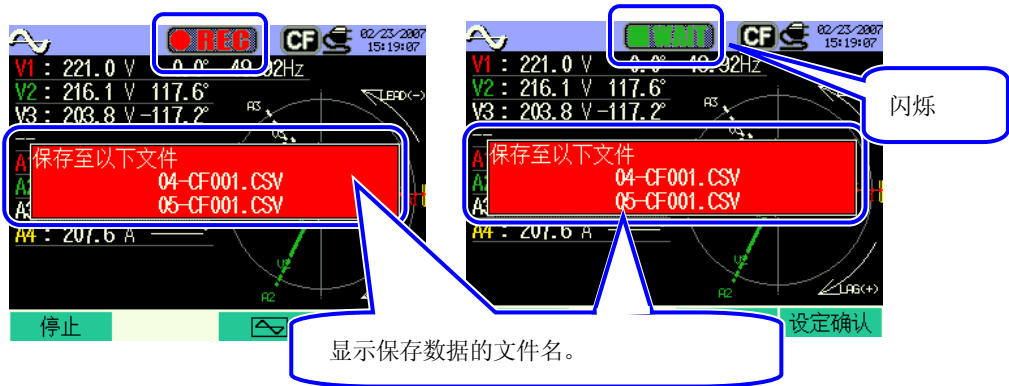 REC
CF
02/23/2007
15:19:07
V1 : 221.0 V 0.0° 49.92Hz
V2 : 216.1 V 117.6°
V3 : 203.8 V -117.2°
A3
LEAD(-)
保存至以下文件
04-CF001.CSV
05-CF001.CSV
A4 : 207.6 A
V2
A2
停止
WAIT
CF
02/23/2007
15:19:07
V1 : 221.0 V 0.0° 49.92Hz
V2 : 216.1 V 117.6°
V3 : 203.8 V -117.2°
A3
LEAD(-)
闪烁
保存至以下文件
04-CF001.CSV
05-CF001.CSV
A4 : 207.6 A
V2
A2
LAG(+)
设定确认
显示保存数据的文件名。